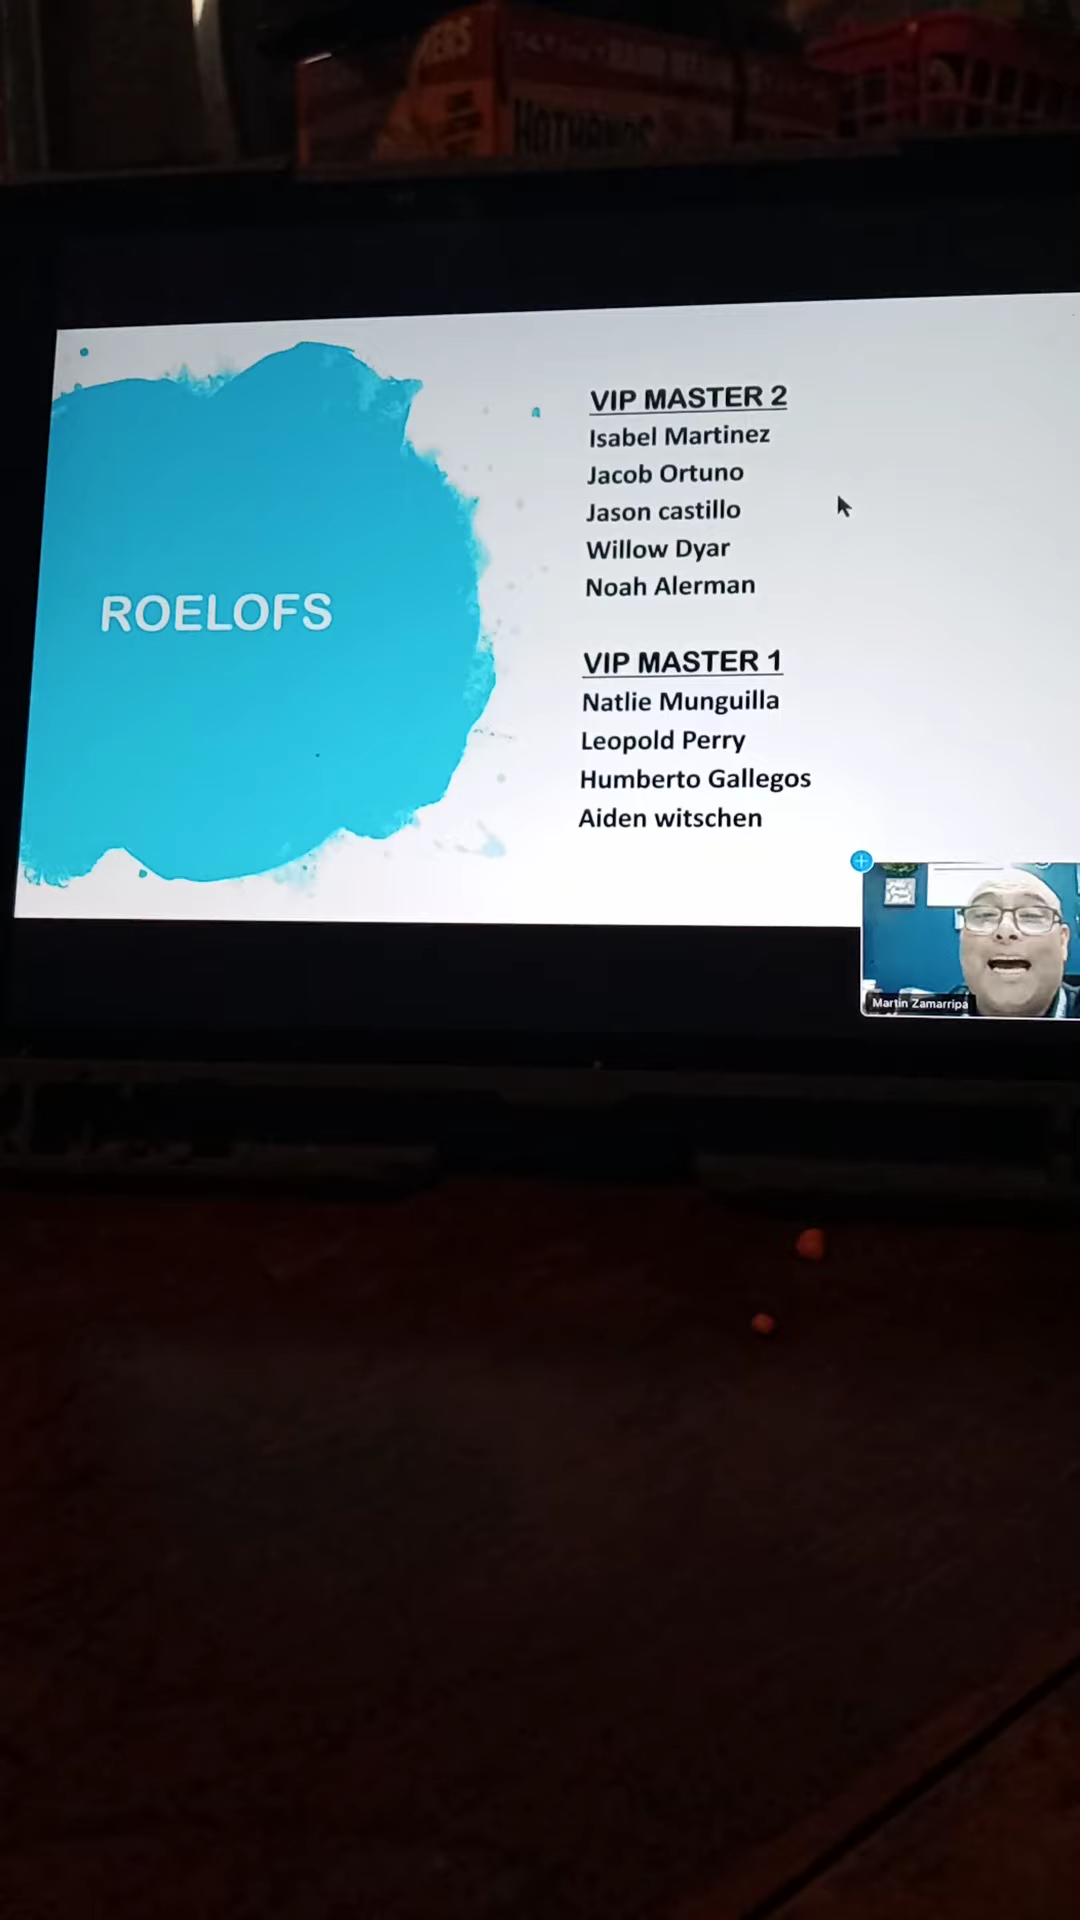 HOTHANDS
ROELOFS
VIP MASTER 2
Isabel Martinez
Jacob Ortuno
Jason castillo
Willow Dyar
Noah Alerman
VIP MASTER 1
Natlie Munguilla
Leopold Perry
Humberto Gallegos
Aiden witschen
Martin Zamarripa